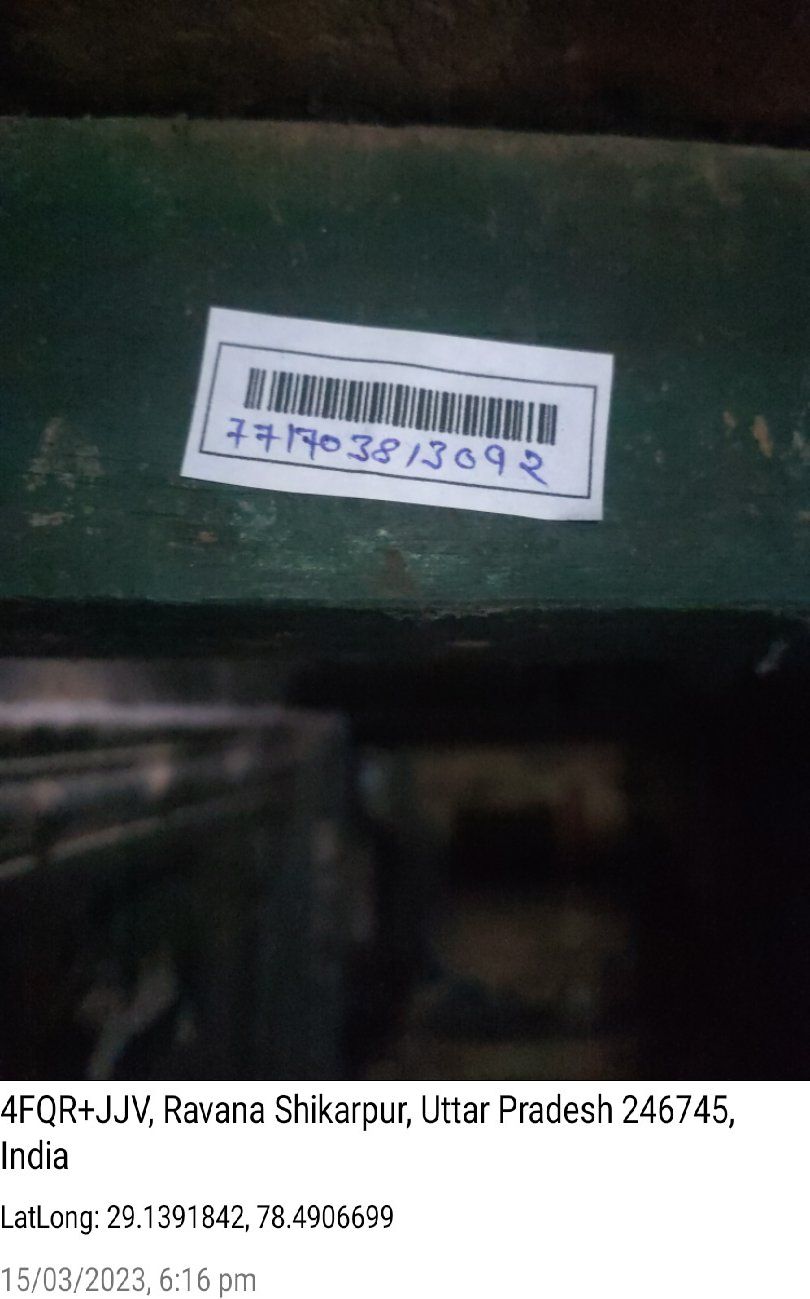 771703813092
4FQR+JJV, Ravana Shikarpur, Uttar Pradesh 246745,
India
LatLong: 29.1391842, 78.4906699
15/03/2023, 6:16 pm